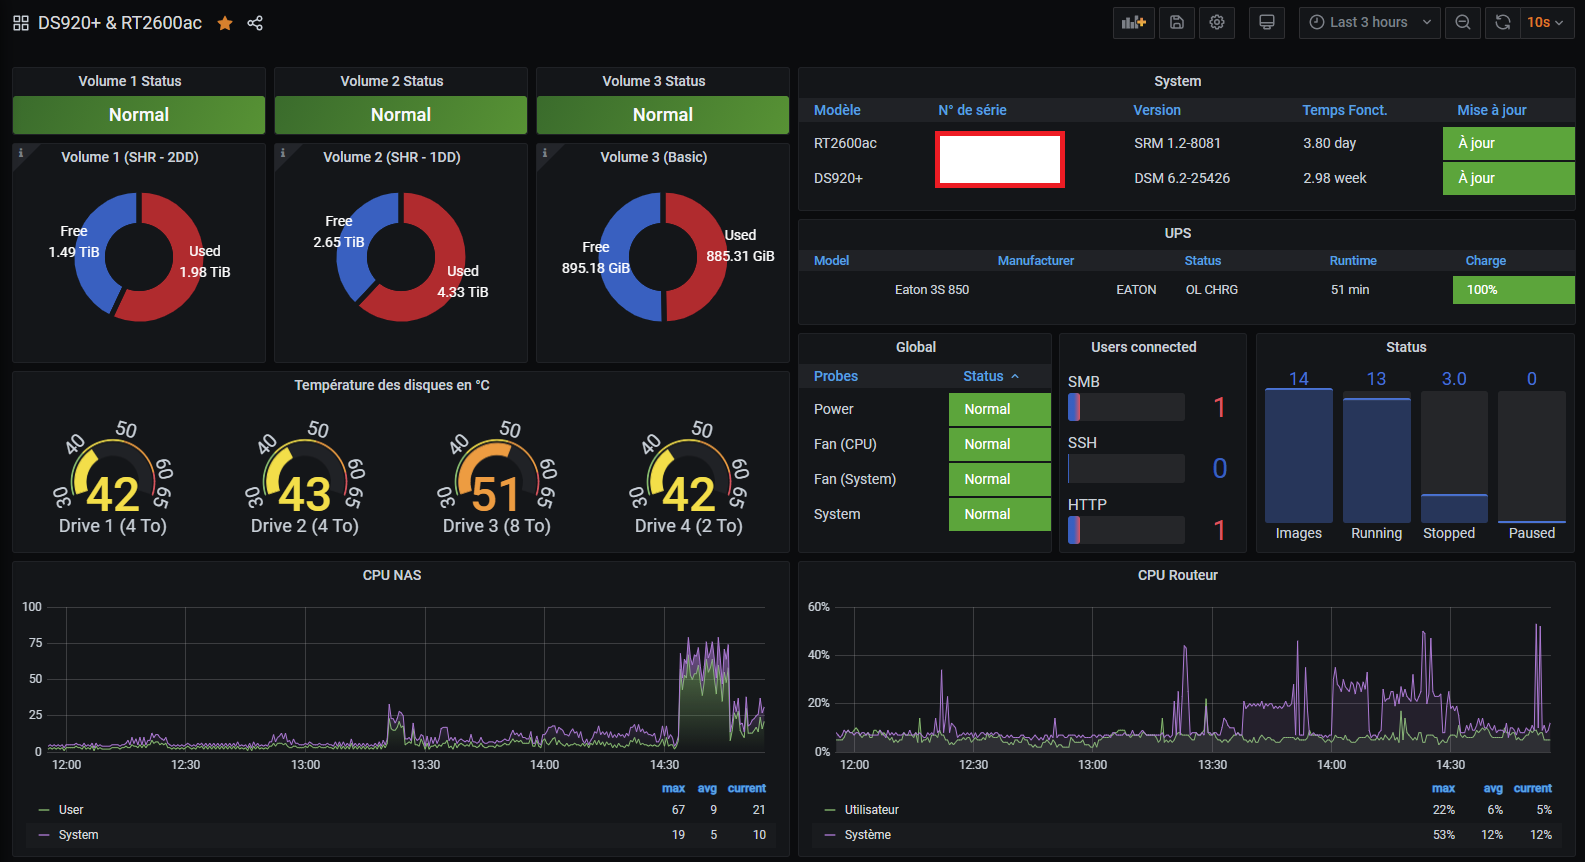 DS920+ & RT2600ac
Last 3 hours
10s
Volume 1 Status
Normal
Volume 2 Status
Normal
Volume 3 Status
Normal
Volume 1 (SHR - 2DD)
Free
1.49 TiB
Used
1.98 TiB
Volume 2 (SHR - 1DD)
Free
2.65 TiB
Used
4.33 TiB
Volume 3 (Basic)
Free
895.18 GiB
Used
885.31 GiB
System
Modèle N° de série Version Temps Fonct. Mise à jour
RT2600ac SRM 1.2-8081 3.80 day À jour
DS920+ DSM 6.2-25426 2.98 week À jour
UPS
Model Manufacturer Status Runtime Charge
Eaton 3S 850 EATON OL CHRG 51 min 100%
Température des disques en °C
30 40 50 60 65
42
Drive 1 (4 To)
30 40 50 60 65
43
Drive 2 (4 To)
30 40 50 60 65
51
Drive 3 (8 To)
30 40 50 60 65
42
Drive 4 (2 To)
Global
Probes Status
Power Normal
Fan (CPU) Normal
Fan (System) Normal
System Normal
Users connected
SMB
1
SSH
0
HTTP
1
Status
14 13 3.0 0
Images Running Stopped Paused
CPU NAS
100
75
50
25
0
12:00 12:30 13:00 13:30 14:00 14:30
max avg current
User 67 9 21
System 19 5 10
CPU Routeur
60%
40%
20%
0%
12:00 12:30 13:00 13:30 14:00 14:30
max avg current
Utilisateur 22% 6% 5%
Système 53% 12% 12%